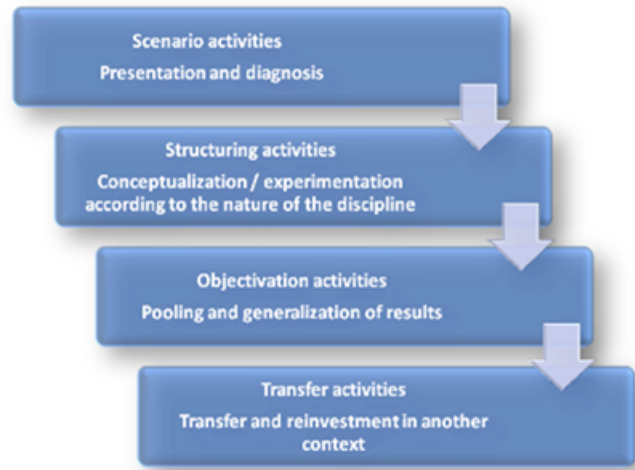 Scenario activities
Presentation and diagnosis
Structuring activities
Conceptualization / experimentation
according to the nature of the discipline
Objectivation activities
Pooling and generalization of results
Transfer activities
Transfer and reinvestment in another
context